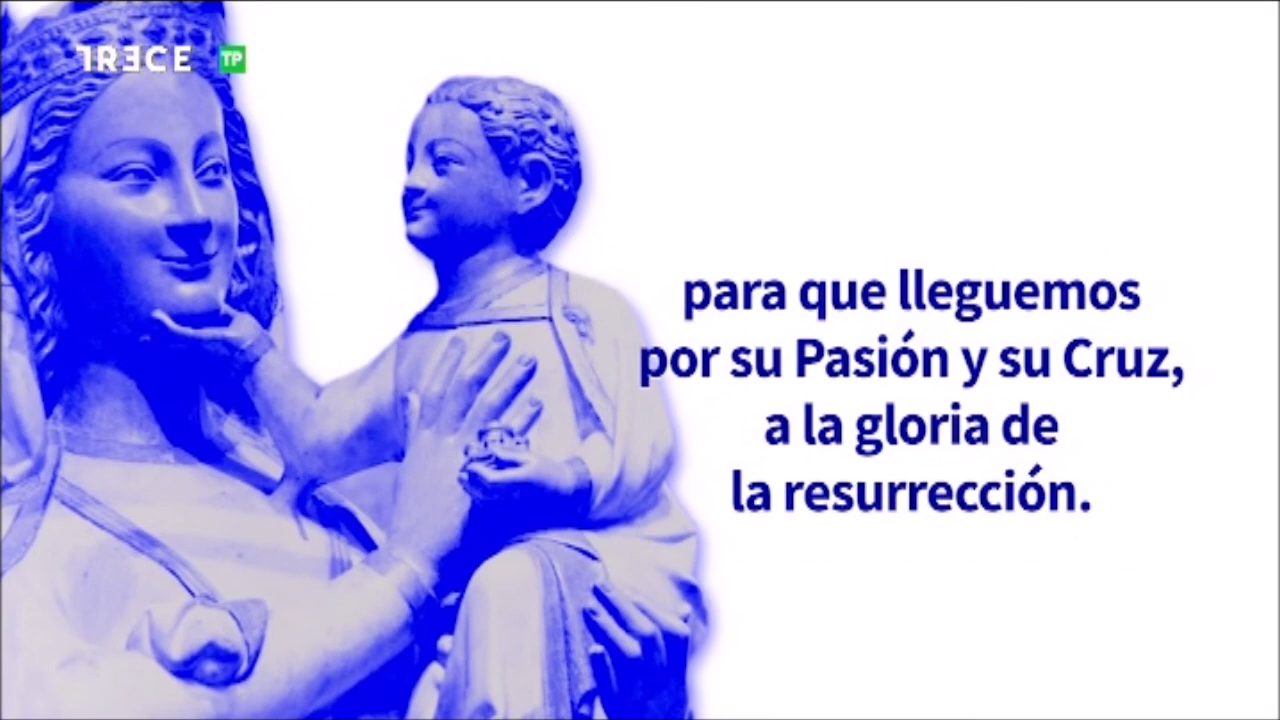 TRECE TP
para que lleguemos
por su Pasión y su Cruz,
a la gloria de
la resurrección.